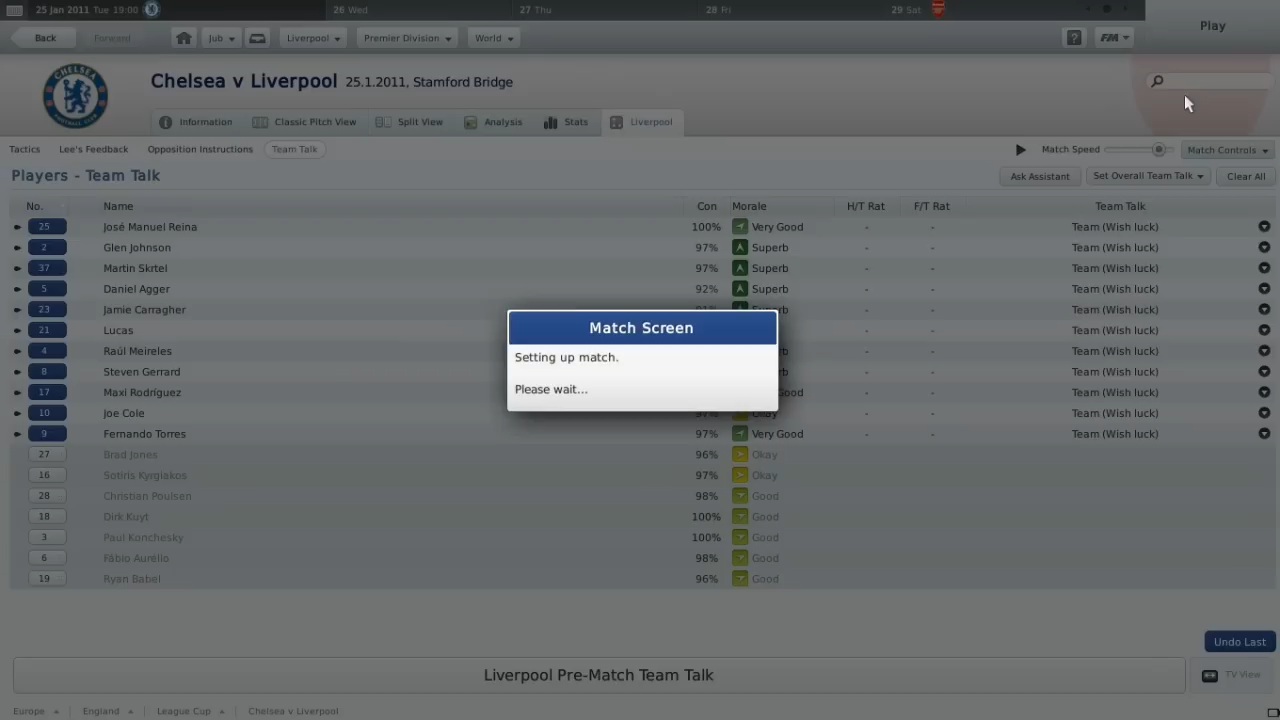 25 Jan 2011 Tue 19:00 26 Wed 27 Thu 28 Fri 29 Sat
Play
Back Forward Job Liverpool Premier Division World ? FM
CHELSEA Chelsea v Liverpool 25.1.2011, Stamford Bridge
Information Classic Pitch View Split View Analysis Stats Liverpool
Tactics Lee's Feedback Opposition Instructions Team Talk Match Speed Match Controls
Players - Team Talk Ask Assistant Set Overall Team Talk Clear All
No. Name Con Morale H/T Rat F/T Rat Team Talk
25 José Manuel Reina 100% Very Good - - Team (Wish luck)
2 Glen Johnson 97% Superb - - Team (Wish luck)
37 Martin Skrtel 97% Superb - - Team (Wish luck)
5 Daniel Agger 92% Superb - - Team (Wish luck)
23 Jamie Carragher - - Team (Wish luck)
21 Lucas - - Team (Wish luck)
4 Raúl Meireles - - Team (Wish luck)
8 Steven Gerrard - - Team (Wish luck)
17 Maxi Rodríguez - - Team (Wish luck)
10 Joe Cole 97% Okay - - Team (Wish luck)
9 Fernando Torres 97% Very Good - - Team (Wish luck)
27 Brad Jones 96% Okay
16 Sotiris Kyrgiakos 97% Okay
28 Christian Poulsen 98% Good
18 Dirk Kuyt 100% Good
3 Paul Konchesky 100% Good
6 Fábio Aurélio 98% Good
19 Ryan Babel 96% Good
Match Screen
Setting up match.
Please wait...
Undo Last
Liverpool Pre-Match Team Talk TV View
Europe England League Cup Chelsea v Liverpool